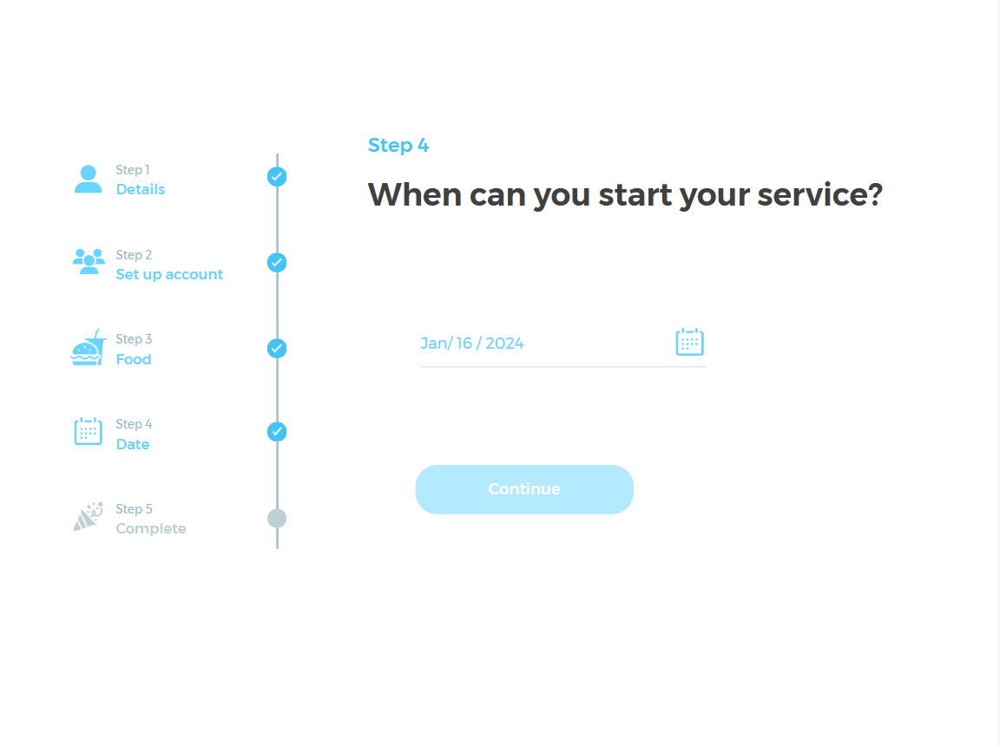 Step 1
Details
Step 2
Set up account
Step 3
Food
Step 4
Date
Step 5
Complete
Step 4
When can you start your service?
Jan/ 16 / 2024
Continue